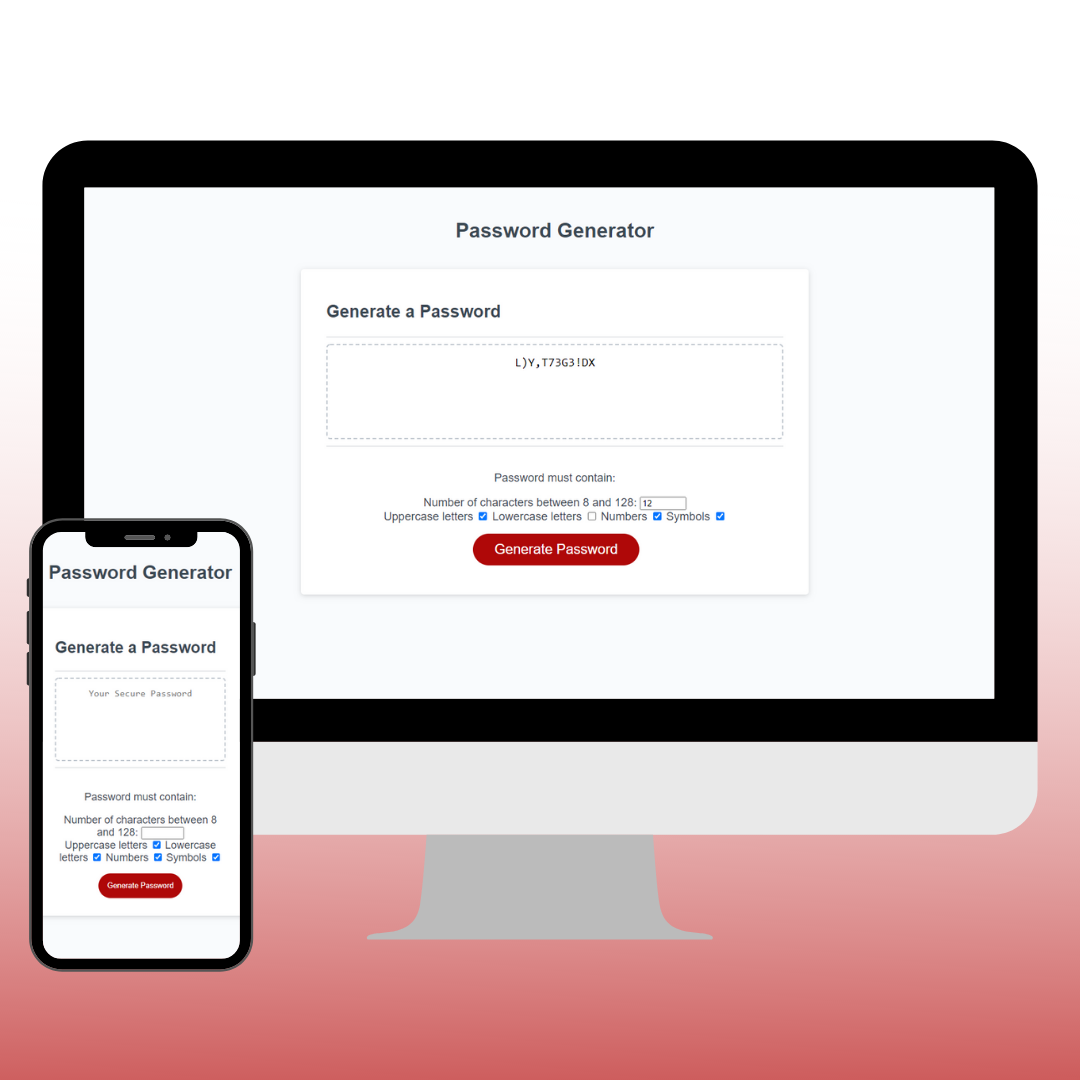 Password Generator
Generate a Password
L)Y,T73G3!DX
Password must contain:
Number of characters between 8 and 128: 12
Uppercase letters Lowercase letters Numbers Symbols
Generate Password
Password Generator
Generate a Password
Your Secure Password
Password must contain:
Number of characters between 8
and 128:
Uppercase letters Lowercase
letters Numbers Symbols
Generate Password